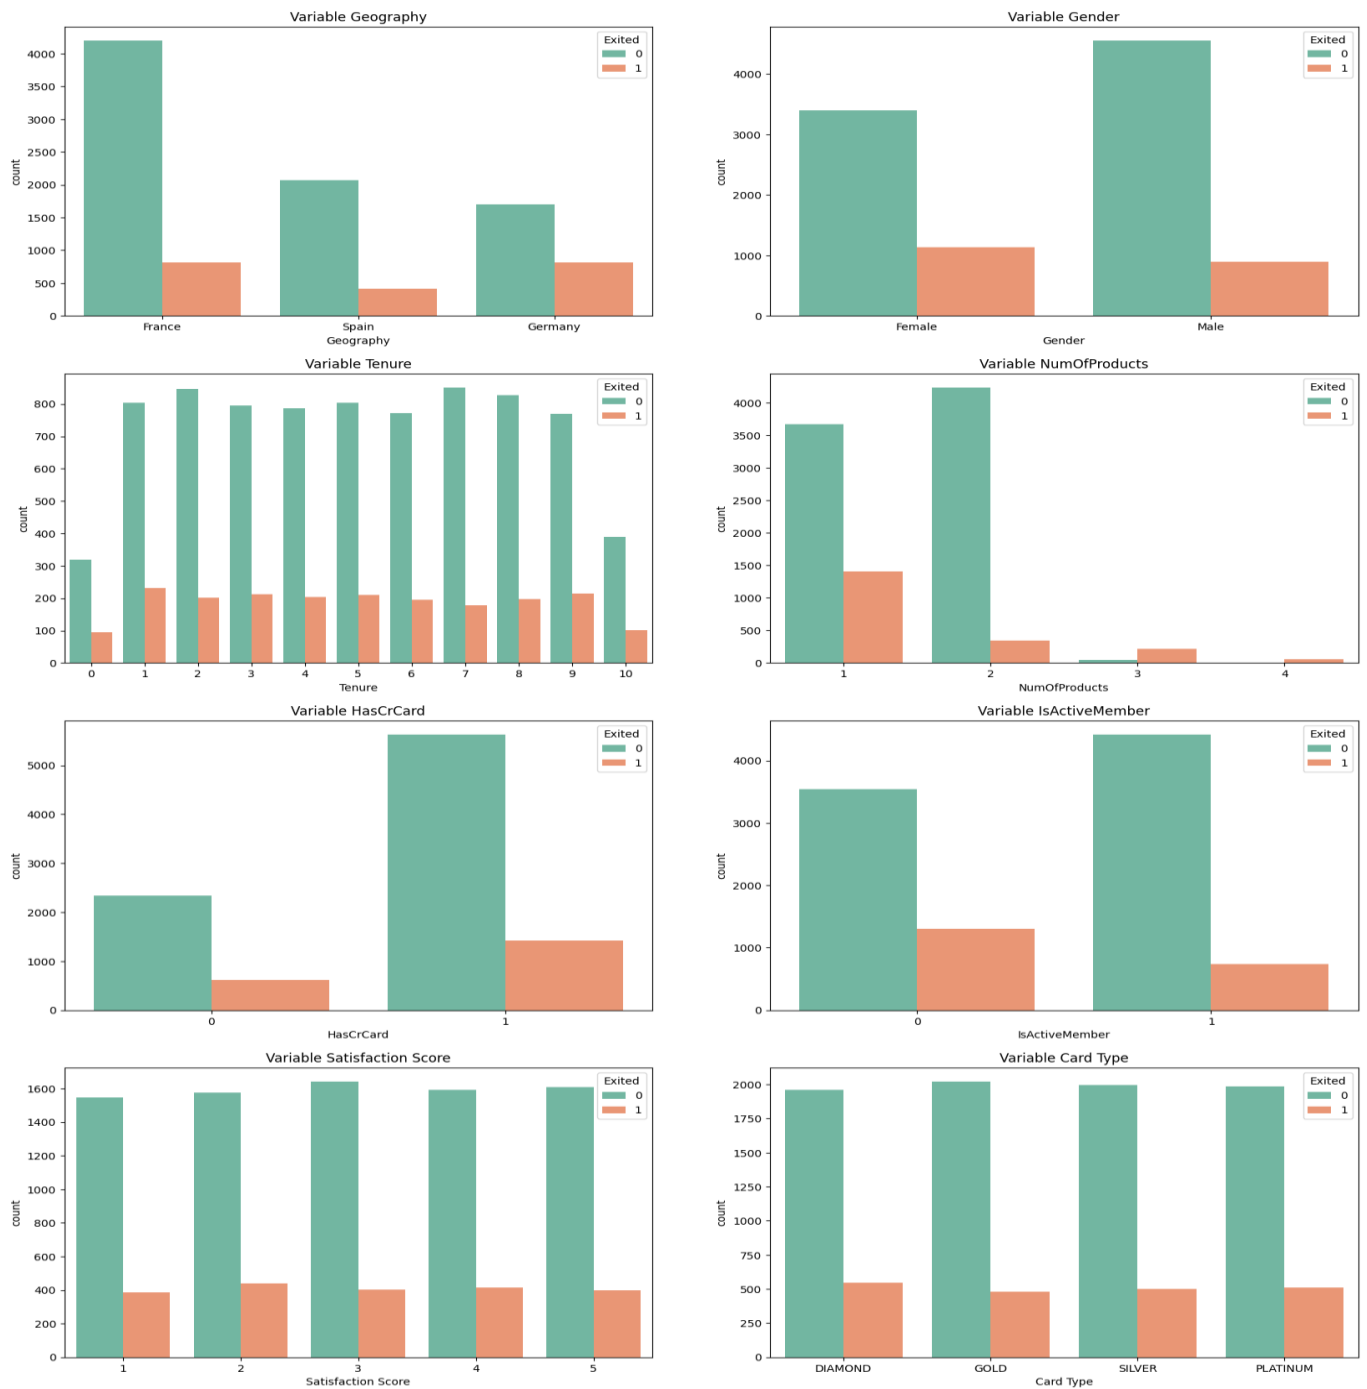 Variable Geography
Exited
0
1
4000
3500
3000
2500
2000
1500
1000
500
0
count
France Spain Germany
Geography
Variable Gender
Exited
0
1
4000
3000
2000
1000
0
count
Female Male
Gender
Variable Tenure
Exited
0
1
800
700
600
500
400
300
200
100
0
count
0 1 2 3 4 5 6 7 8 9 10
Tenure
Variable NumOfProducts
Exited
0
1
4000
3500
3000
2500
2000
1500
1000
500
0
count
1 2 3 4
NumOfProducts
Variable HasCrCard
Exited
0
1
5000
4000
3000
2000
1000
0
count
0 1
HasCrCard
Variable IsActiveMember
Exited
0
1
4000
3000
2000
1000
0
count
0 1
IsActiveMember
Variable Satisfaction Score
Exited
0
1
1600
1400
1200
1000
800
600
400
200
0
count
1 2 3 4 5
Satisfaction Score
Variable Card Type
Exited
0
1
2000
1750
1500
1250
1000
750
500
250
0
count
DIAMOND GOLD SILVER PLATINUM
Card Type